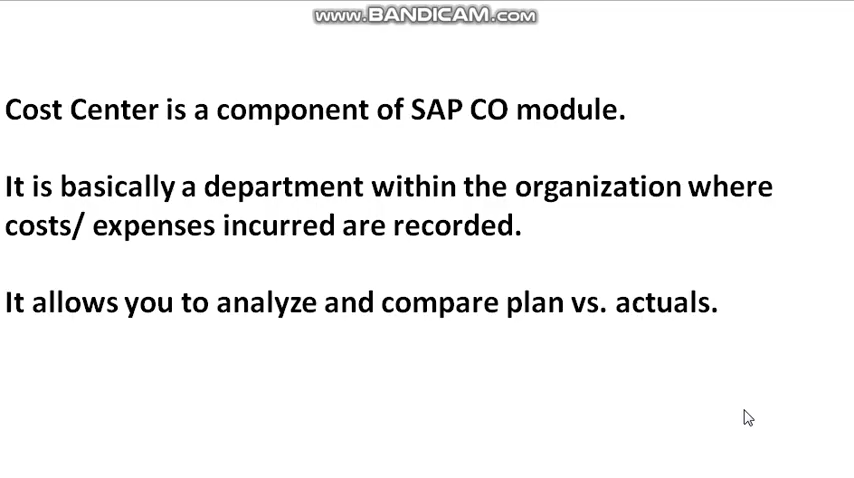 www.BANDICAM.com
Cost Center is a component of SAP CO module.
It is basically a department within the organization where
costs/ expenses incurred are recorded.
It allows you to analyze and compare plan vs. actuals.